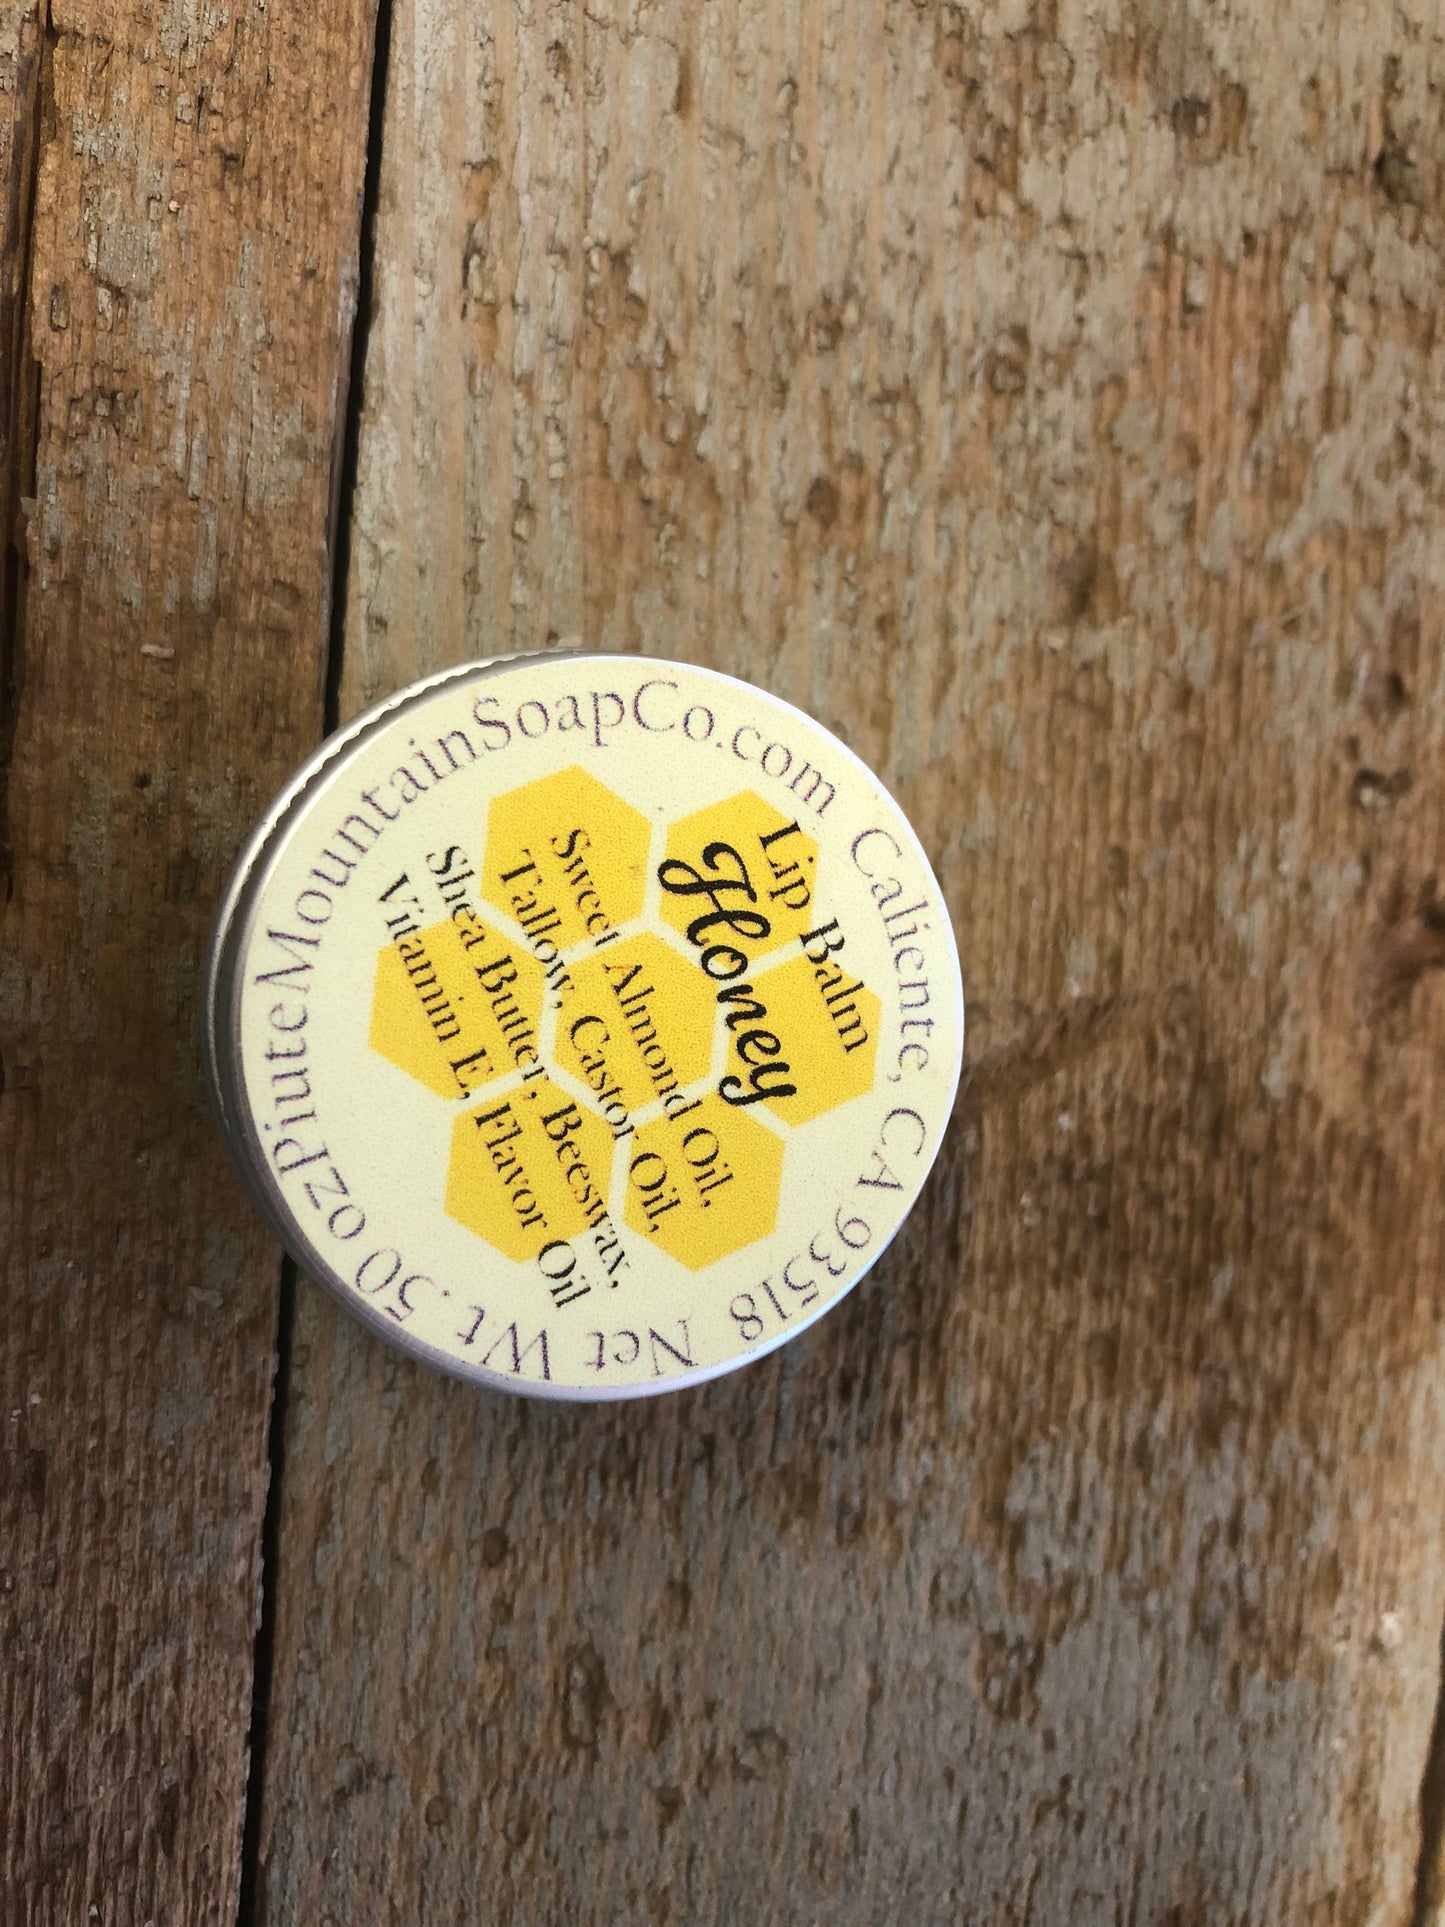 Lip Balm
Honey
Sweet Almond Oil,
Tallow, Castor Oil,
Shea Butter, Beeswax,
Vitamin E, Flavor Oil
PiuteMountainSoapCo.com Caliente, CA 93518 Net Wt .50 oz